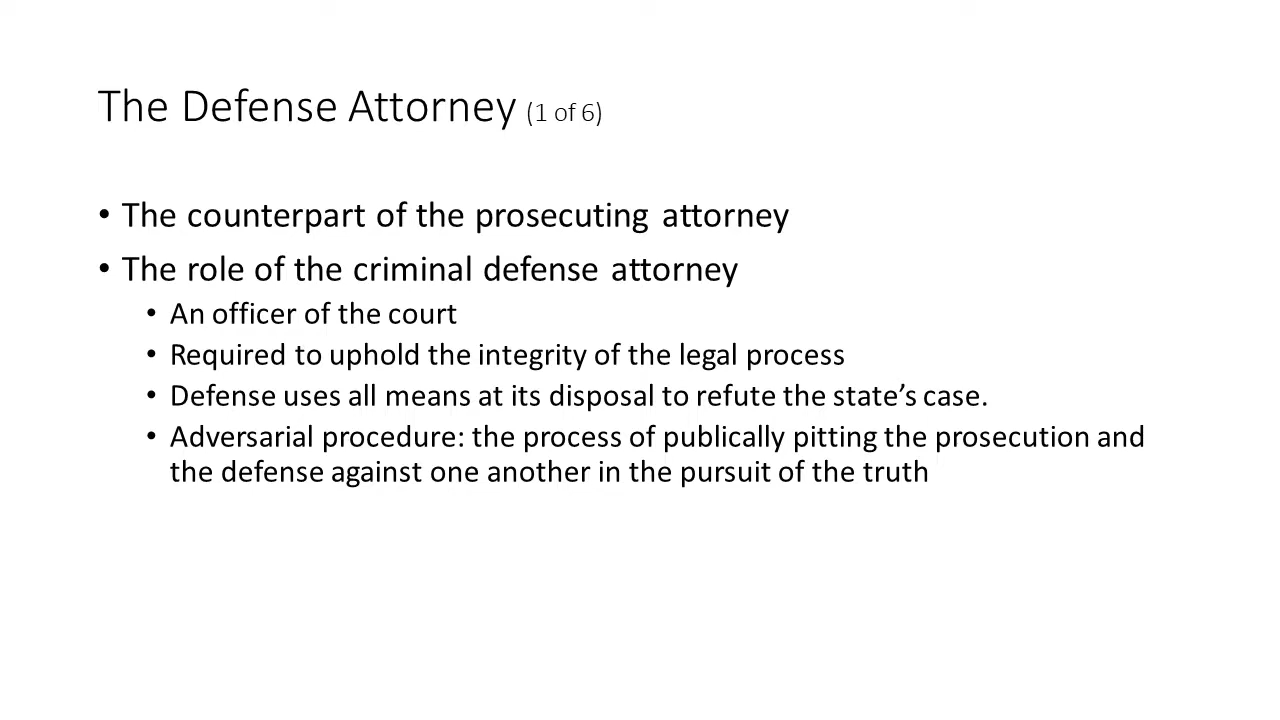 The Defense Attorney (1 of 6)
• The counterpart of the prosecuting attorney
• The role of the criminal defense attorney
• An officer of the court
• Required to uphold the integrity of the legal process
• Defense uses all means at its disposal to refute the state’s case.
• Adversarial procedure: the process of publically pitting the prosecution and
the defense against one another in the pursuit of the truth